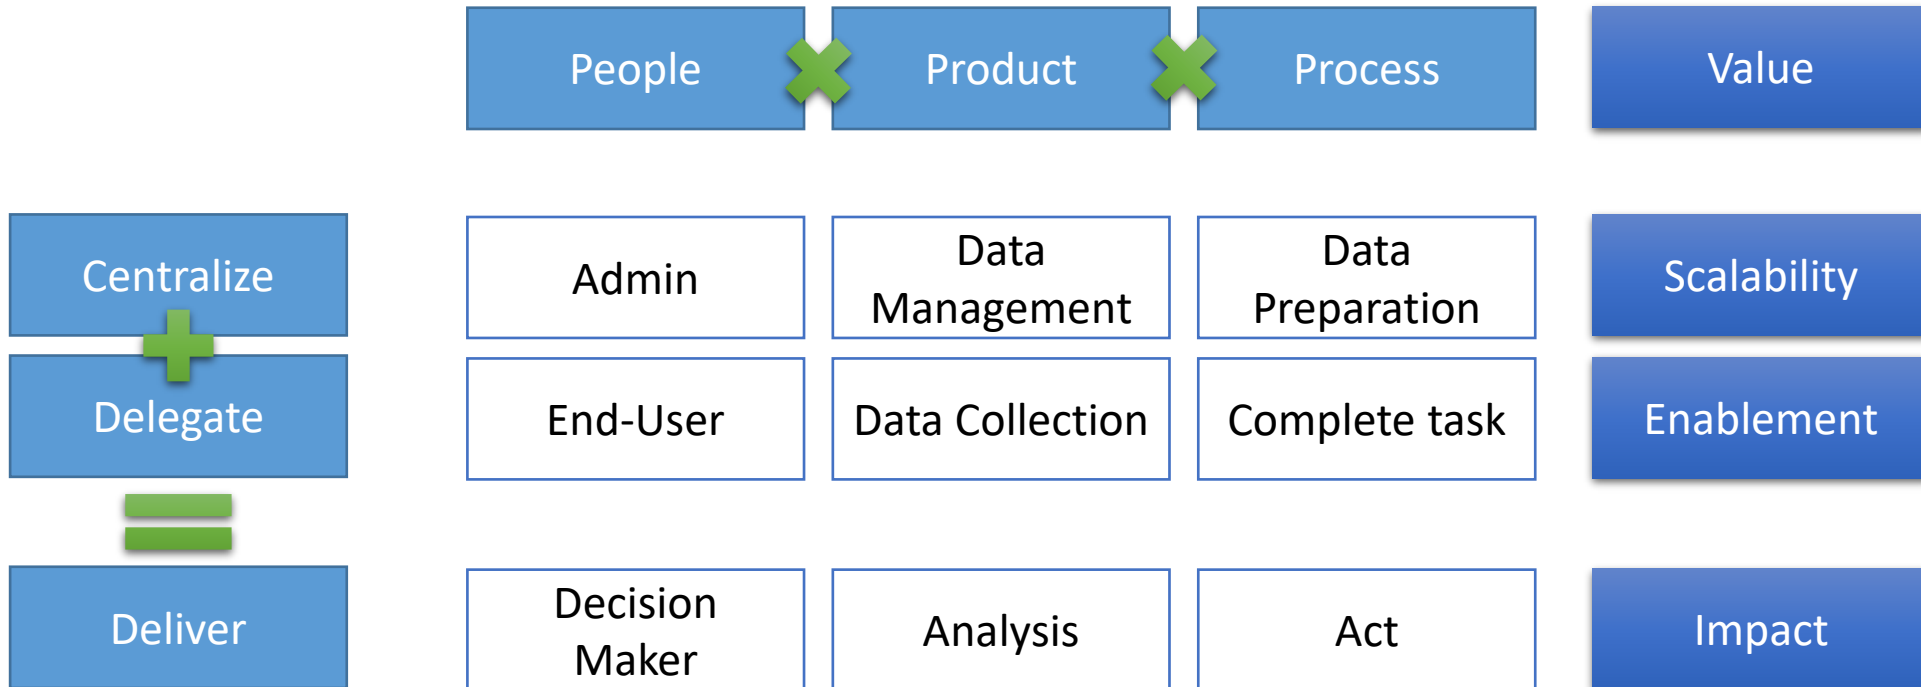 People Product Process Value
Centralize Admin Data Management Data Preparation Scalability
Delegate End-User Data Collection Complete task Enablement
Deliver Decision Maker Analysis Act Impact